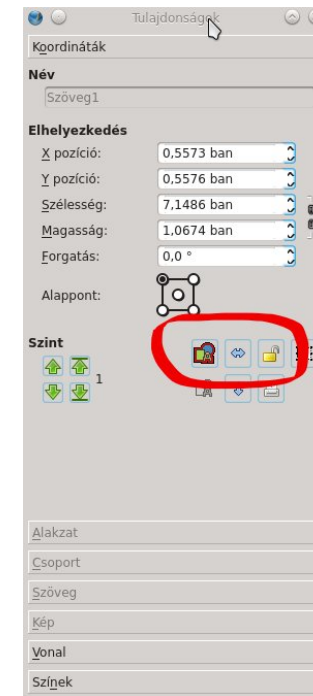 Tulajdonságok
Koordináták
Név
Szöveg1
Elhelyezkedés
X pozíció: 0,5573 ban
Y pozíció: 0,5576 ban
Szélesség: 7,1486 ban
Magasság: 1,0674 ban
Forgatás: 0,0 °
Alappont:
Szint
1
Alakzat
Csoport
Szöveg
Kép
Vonal
Színek